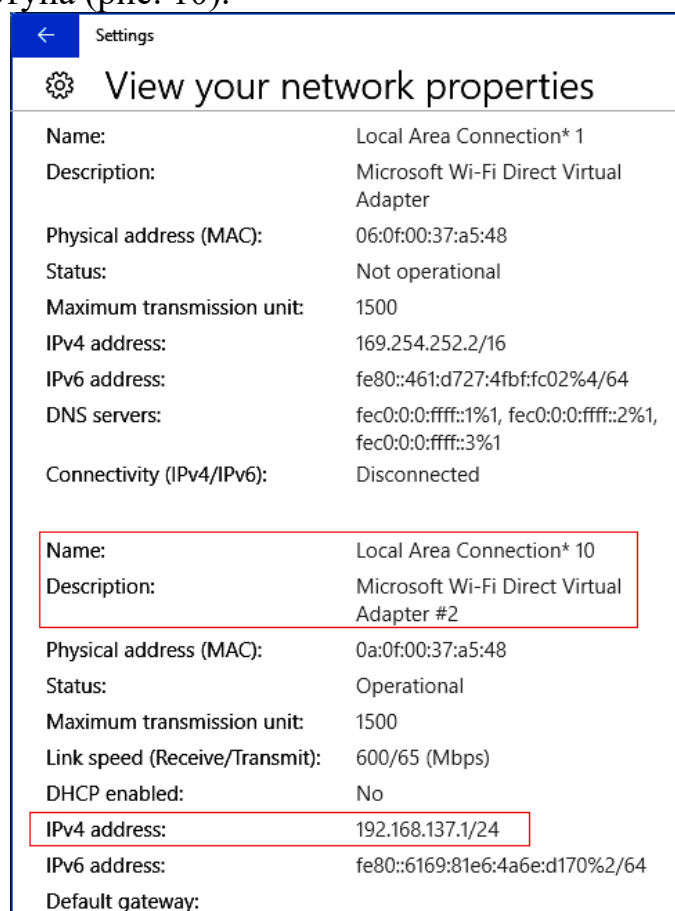 (рис. 10).
Settings
View your network properties
Name: Local Area Connection* 1
Description: Microsoft Wi-Fi Direct Virtual
Adapter
Physical address (MAC): 06:0f:00:37:a5:48
Status: Not operational
Maximum transmission unit: 1500
IPv4 address: 169.254.252.2/16
IPv6 address: fe80::461:d727:4fbf:fc02%4/64
DNS servers: fec0:0:0:ffff::1%1, fec0:0:0:ffff::2%1,
fec0:0:0:ffff::3%1
Connectivity (IPv4/IPv6): Disconnected
Name: Local Area Connection* 10
Description: Microsoft Wi-Fi Direct Virtual
Adapter #2
Physical address (MAC): 0a:0f:00:37:a5:48
Status: Operational
Maximum transmission unit: 1500
Link speed (Receive/Transmit): 600/65 (Mbps)
DHCP enabled: No
IPv4 address: 192.168.137.1/24
IPv6 address: fe80::6169:81e6:4a6e:d170%2/64
Default gateway: